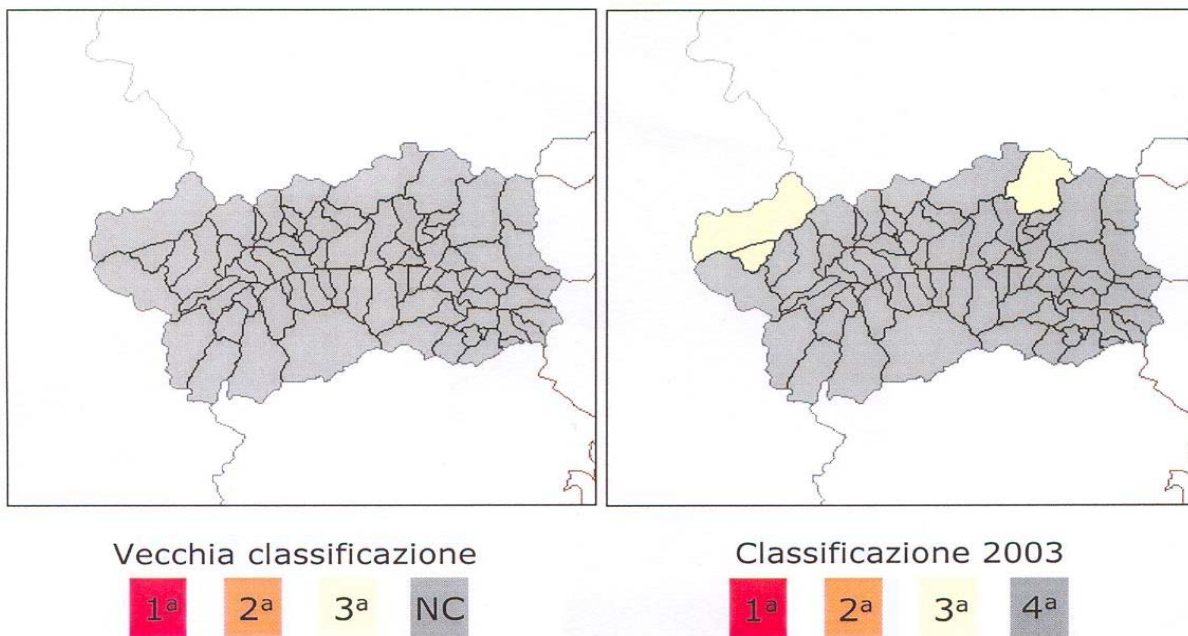 Vecchia classificazione
1ª 2ª 3ª NC
Classificazione 2003
1ª 2ª 3ª 4ª